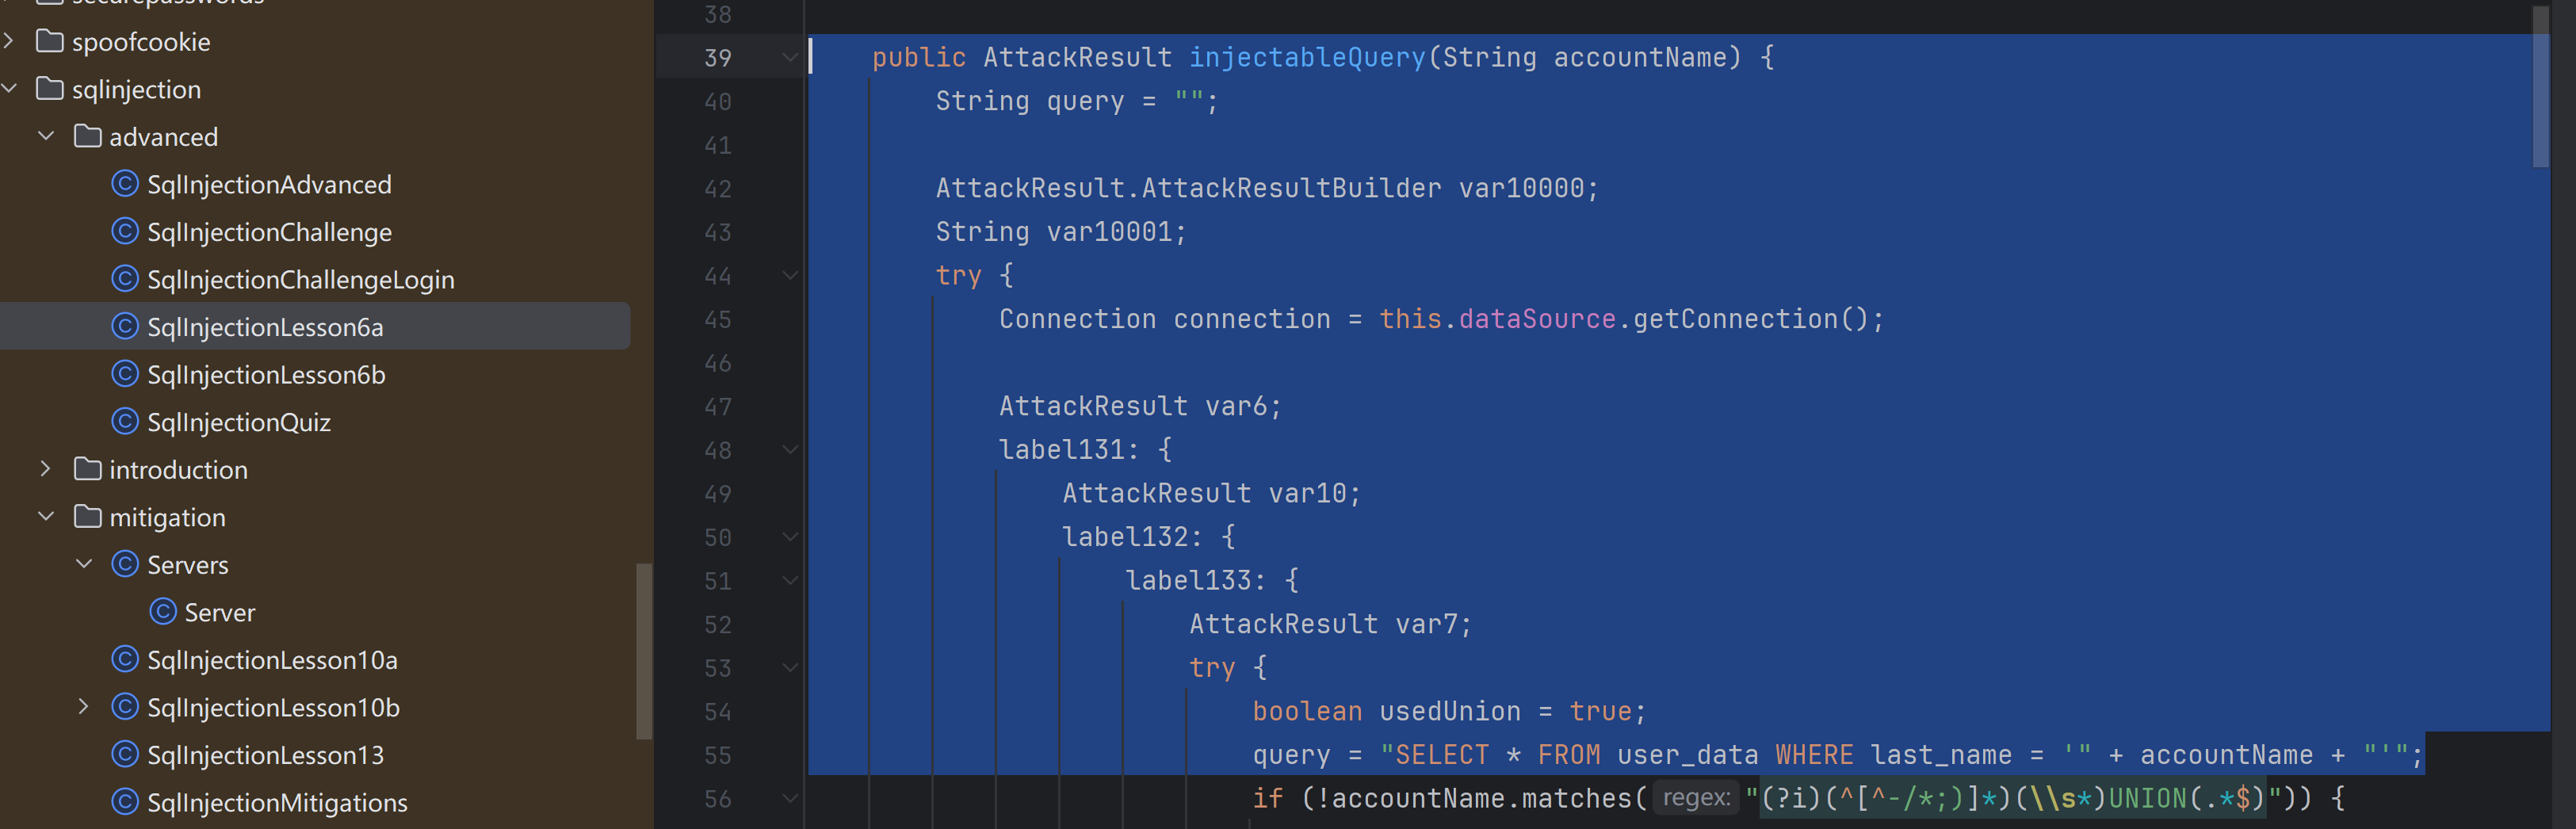 securepasswords
spoofcookie
sqlinjection
advanced
SqlInjectionAdvanced
SqlInjectionChallenge
SqlInjectionChallengeLogin
SqlInjectionLesson6a
SqlInjectionLesson6b
SqlInjectionQuiz
introduction
mitigation
Servers
Server
SqlInjectionLesson10a
SqlInjectionLesson10b
SqlInjectionLesson13
SqlInjectionMitigations
38
39 public AttackResult injectableQuery(String accountName) {
40 String query = "";
41
42 AttackResult.AttackResultBuilder var10000;
43 String var10001;
44 try {
45 Connection connection = this.dataSource.getConnection();
46
47 AttackResult var6;
48 label131: {
49 AttackResult var10;
50 label132: {
51 label133: {
52 AttackResult var7;
53 try {
54 boolean usedUnion = true;
55 query = "SELECT * FROM user_data WHERE last_name = '" + accountName + "'";
56 if (!accountName.matches( regex: "(?i)(^[^-/*;)]*)(\\s*)UNION(.*$)")) {